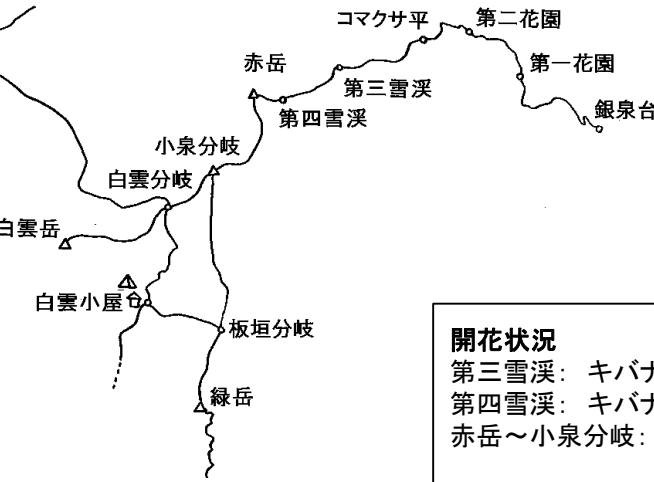 コマクサ平
第二花園
第一花園
赤岳
第三雪渓
第四雪渓
銀泉台
小泉分岐
白雲分岐
白雲岳
白雲小屋
板垣分岐
緑岳
開花状況
第三雪渓： キバナ
第四雪渓： キバナ
赤岳～小泉分岐：